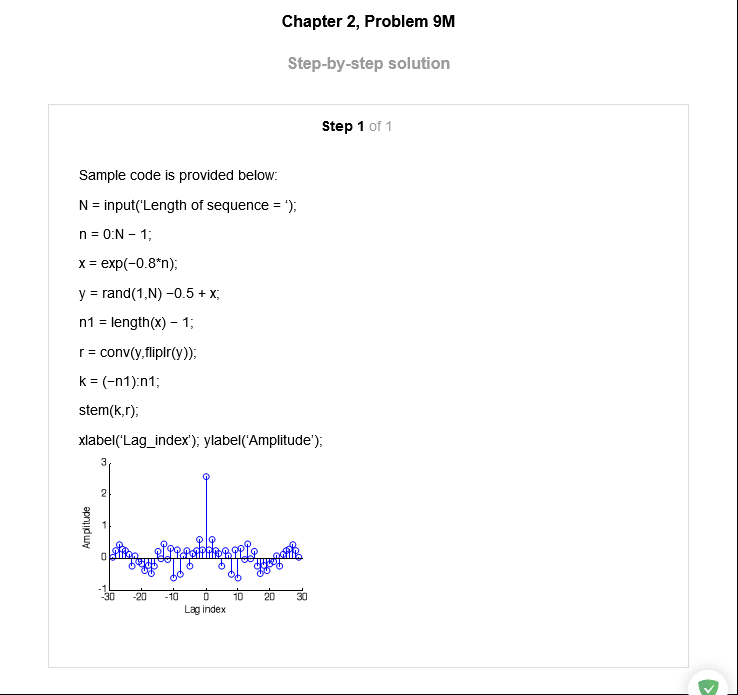 Chapter 2, Problem 9M
Step-by-step solution
Step 1 of 1
Sample code is provided below:
N = input(‘Length of sequence = ‘);
n = 0:N − 1;
x = exp(−0.8*n);
y = rand(1,N) −0.5 + x;
n1 = length(x) − 1;
r = conv(y,fliplr(y));
k = (−n1):n1;
stem(k,r);
xlabel(‘Lag_index’); ylabel(‘Amplitude’);
3
2
1
0
-1
Amplitude
-30 -20 -10 0 10 20 30
Lag index